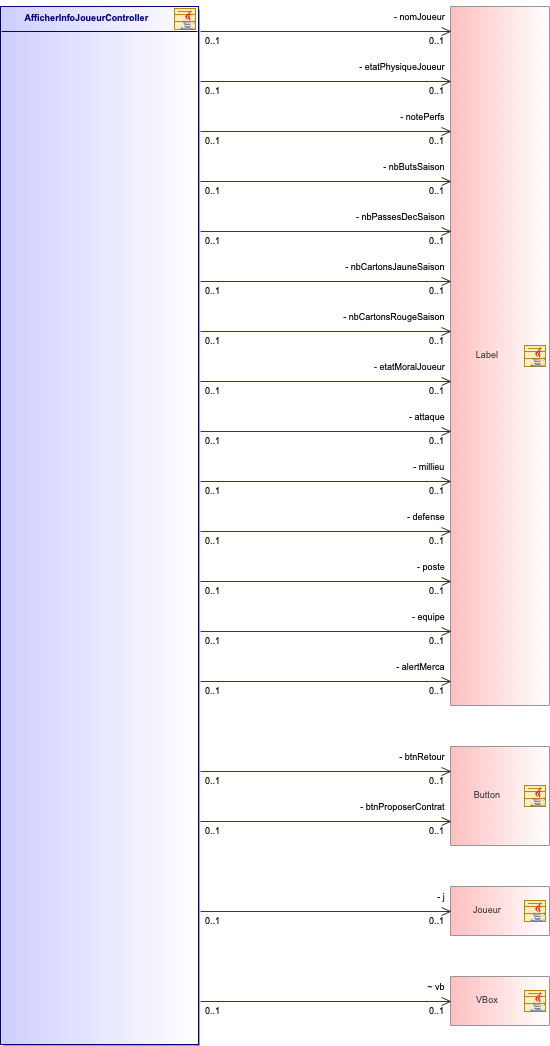 AfficherInfoJoueurController
- nomJoueur
0..1 0..1
- etatPhysiqueJoueur
0..1 0..1
- notePerfs
0..1 0..1
- nbButsSaison
0..1 0..1
- nbPassesDecSaison
0..1 0..1
- nbCartonsJauneSaison
0..1 0..1
- nbCartonsRougeSaison
0..1 0..1
Label
- etatMoralJoueur
0..1 0..1
- attaque
0..1 0..1
- millieu
0..1 0..1
- defense
0..1 0..1
- poste
0..1 0..1
- equipe
0..1 0..1
- alertMerca
0..1 0..1
- btnRetour
0..1 0..1
Button
- btnProposerContrat
0..1 0..1
- j
Joueur
0..1 0..1
~ vb
VBox
0..1 0..1